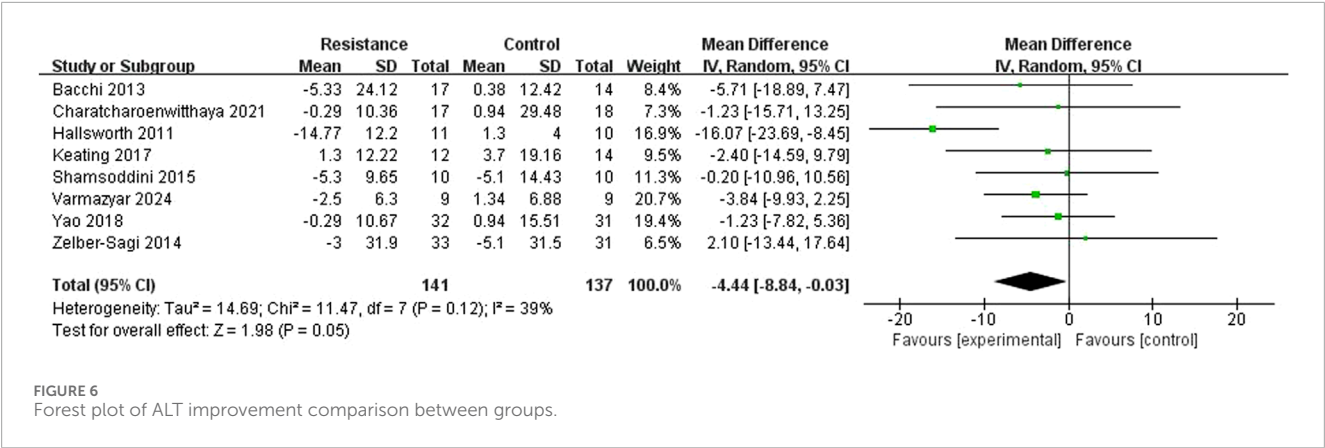 Resistance Control Mean Difference Mean Difference
Study or Subgroup Mean SD Total Mean SD Total Weight IV, Random, 95% CI IV, Random, 95% CI
Bacchi 2013 -5.33 24.12 17 0.38 12.42 14 8.4% -5.71 [-18.89, 7.47]
Charatcharoenwitthaya 2021 -0.29 10.36 17 0.94 29.48 18 7.3% -1.23 [-15.71, 13.25]
Hallsworth 2011 -14.77 12.2 11 1.3 4 10 16.9% -16.07 [-23.69, -8.45]
Keating 2017 1.3 12.22 12 3.7 19.16 14 9.5% -2.40 [-14.59, 9.79]
Shamsoddini 2015 -5.3 9.65 10 -5.1 14.43 10 11.3% -0.20 [-10.96, 10.56]
Varmazyar 2024 -2.5 6.3 9 1.34 6.88 9 20.7% -3.84 [-9.93, 2.25]
Yao 2018 -0.29 10.67 32 0.94 15.51 31 19.4% -1.23 [-7.82, 5.36]
Zelber-Sagi 2014 -3 31.9 33 -5.1 31.5 31 6.5% 2.10 [-13.44, 17.64]
Total (95% CI) 141 137 100.0% -4.44 [-8.84, -0.03]
Heterogeneity: Tau² = 14.69; Chi² = 11.47, df = 7 (P = 0.12); I² = 39%
Test for overall effect: Z = 1.98 (P = 0.05)
-20 -10 0 10 20
Favours [experimental] Favours [control]
FIGURE 6
Forest plot of ALT improvement comparison between groups.